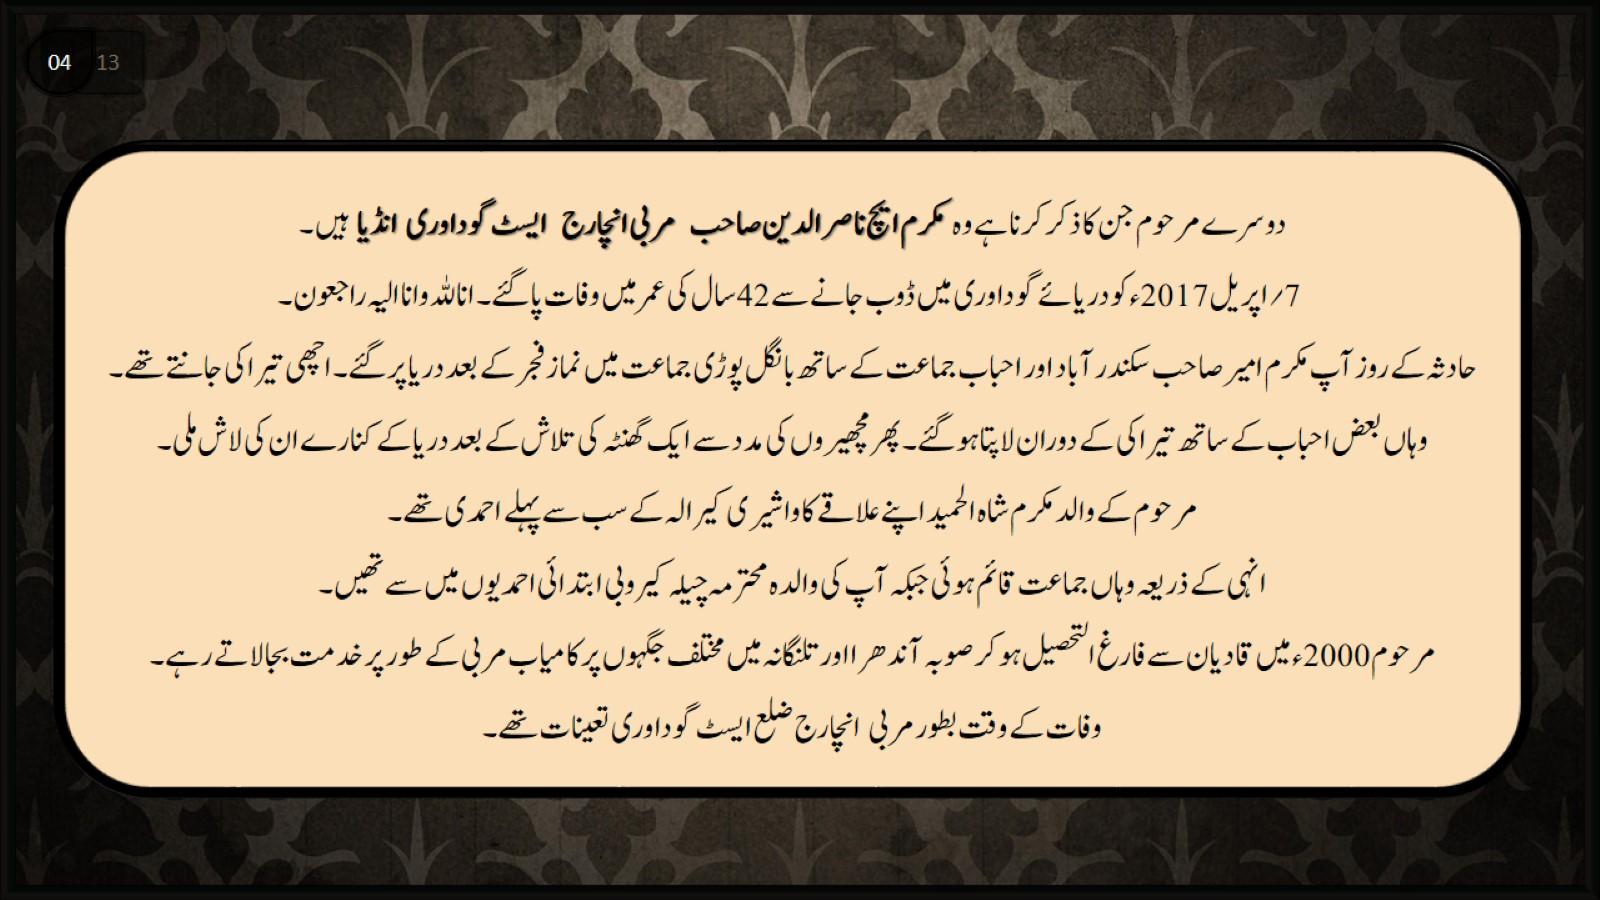 04 13
دوسرے مرحوم جن کا ذکر کرنا ہے وہ مکرم ایچ ناصر الدین صاحب مربی انچارج ایسٹ گوداوری انڈیا ہیں۔
7؍اپریل 2017ء کو دریائے گوداوری میں ڈوب جانے سے 42 سال کی عمر میں وفات پا گئے۔ انا للہ وانا الیہ راجعون۔
حادثہ کے روز آپ مکرم امیر صاحب سکندر آباد اور احباب جماعت کے ساتھ بانگل پوڑی جماعت میں نماز فجر کے بعد دریا پر گئے۔ اچھی تیراکی جانتے تھے۔
وہاں بعض احباب کے ساتھ تیراکی کے دوران لاپتا ہو گئے۔ پھر مچھیروں کی مدد سے ایک گھنٹہ کی تلاش کے بعد دریا کے کنارے ان کی لاش ملی۔
مرحوم کے والد مکرم شاہ الحمید اپنے علاقے کاواشیری کیرالہ کے سب سے پہلے احمدی تھے۔
انہی کے ذریعہ وہاں جماعت قائم ہوئی جبکہ آپ کی والدہ محترمہ جیلہ کیروبی ابتدائی احمدیوں میں سے تھیں۔
مرحوم 2000ء میں قادیان سے فارغ التحصیل ہو کر صوبہ آندھرا اور تلنگانہ میں مختلف جگہوں پر کامیاب مربی کے طور پر خدمت بجا لاتے رہے۔
وفات کے وقت بطور مربی انچارج ضلع ایسٹ گوداوری تعینات تھے۔